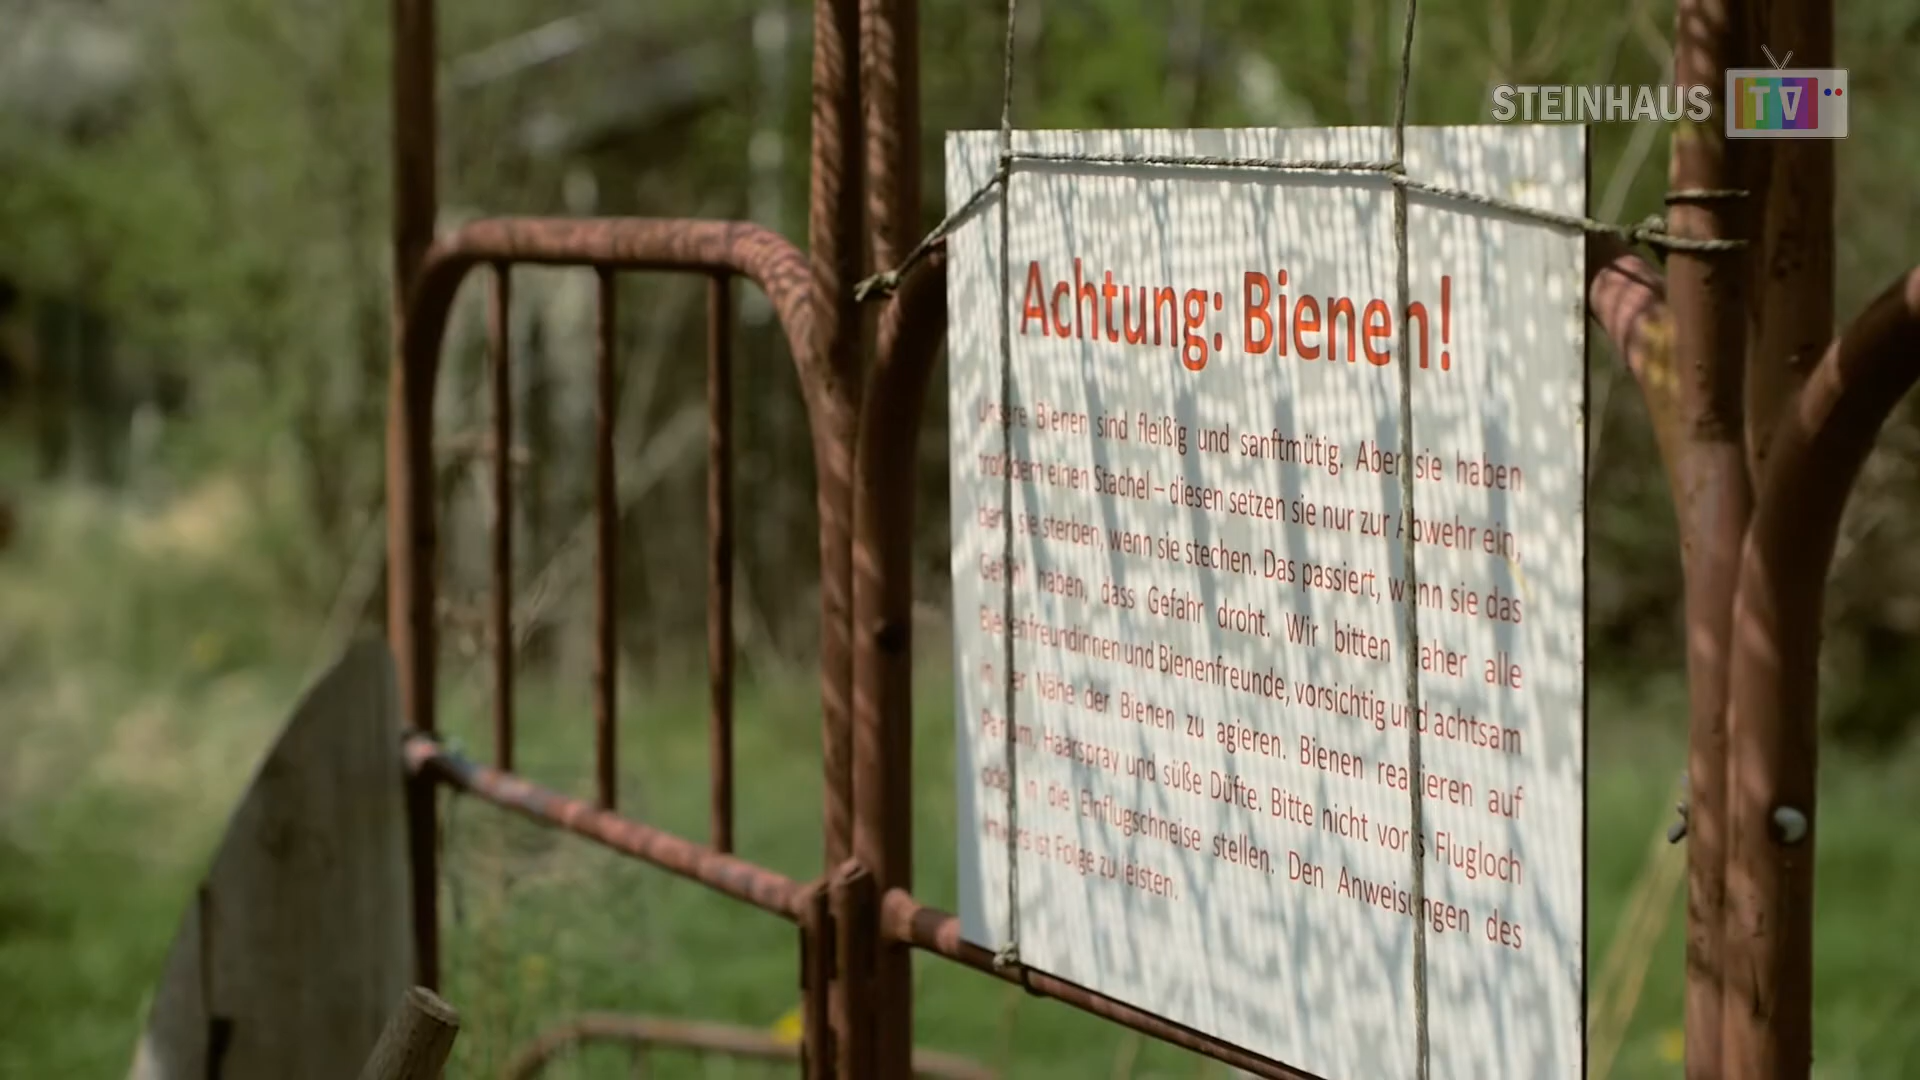 STEINHAUS TV
Achtung: Bienen!
Unsere Bienen sind fleißig und sanftmütig. Aber sie haben
trotzdem einen Stachel – diesen setzen sie nur zur Abwehr ein,
denn sie sterben, wenn sie stechen. Das passiert, wenn sie das
Gefühl haben, dass Gefahr droht. Wir bitten daher alle
Bienenfreundinnen und Bienenfreunde, vorsichtig und achtsam
in der Nähe der Bienen zu agieren. Bienen reagieren auf
Parfum, Haarspray und süße Düfte. Bitte nicht vors Flugloch
oder in die Einflugschneise stellen. Den Anweisungen des
Imkers ist Folge zu leisten.